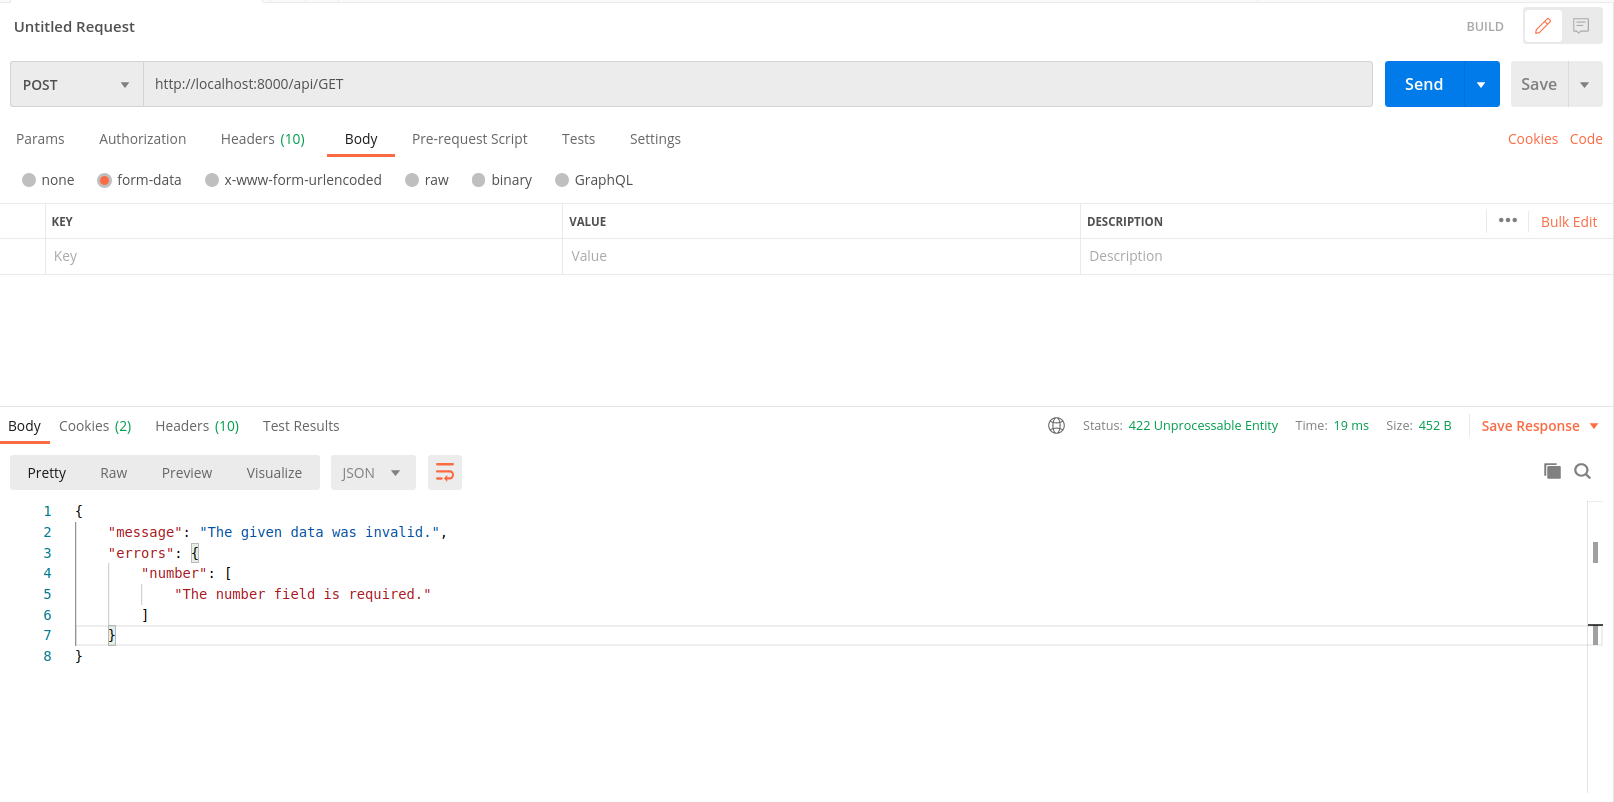 Untitled Request BUILD
POST http://localhost:8000/api/GET Send Save
Params Authorization Headers (10) Body Pre-request Script Tests Settings Cookies Code
none form-data x-www-form-urlencoded raw binary GraphQL
KEY VALUE DESCRIPTION ••• Bulk Edit
Key Value Description
Body Cookies (2) Headers (10) Test Results Status: 422 Unprocessable Entity Time: 19 ms Size: 452 B Save Response
Pretty Raw Preview Visualize JSON
1 {
2 "message": "The given data was invalid.",
3 "errors": {
4 "number": [
5 "The number field is required."
6 ]
7 }
8 }